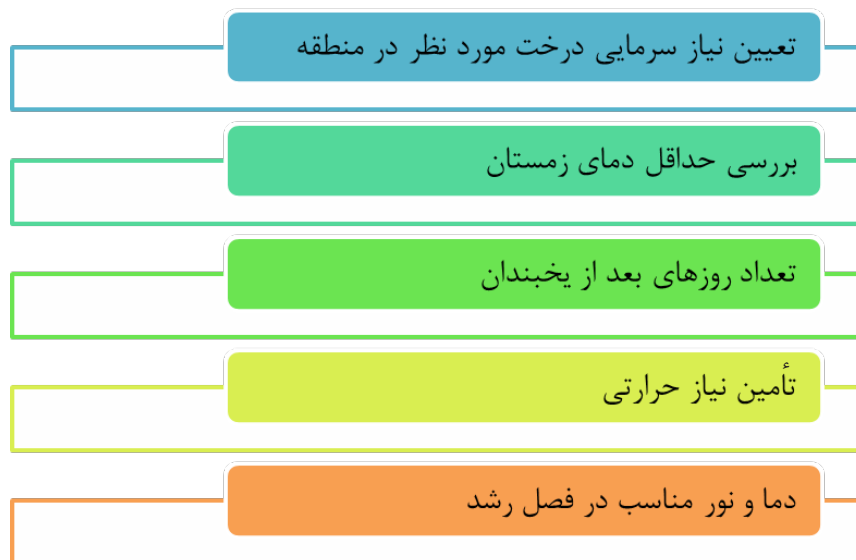 تعیین نیاز سرمایی درخت مورد نظر در منطقه
بررسی حداقل دمای زمستان
تعداد روزهای بعد از یخبندان
تأمین نیاز حرارتی
دما و نور مناسب در فصل رشد